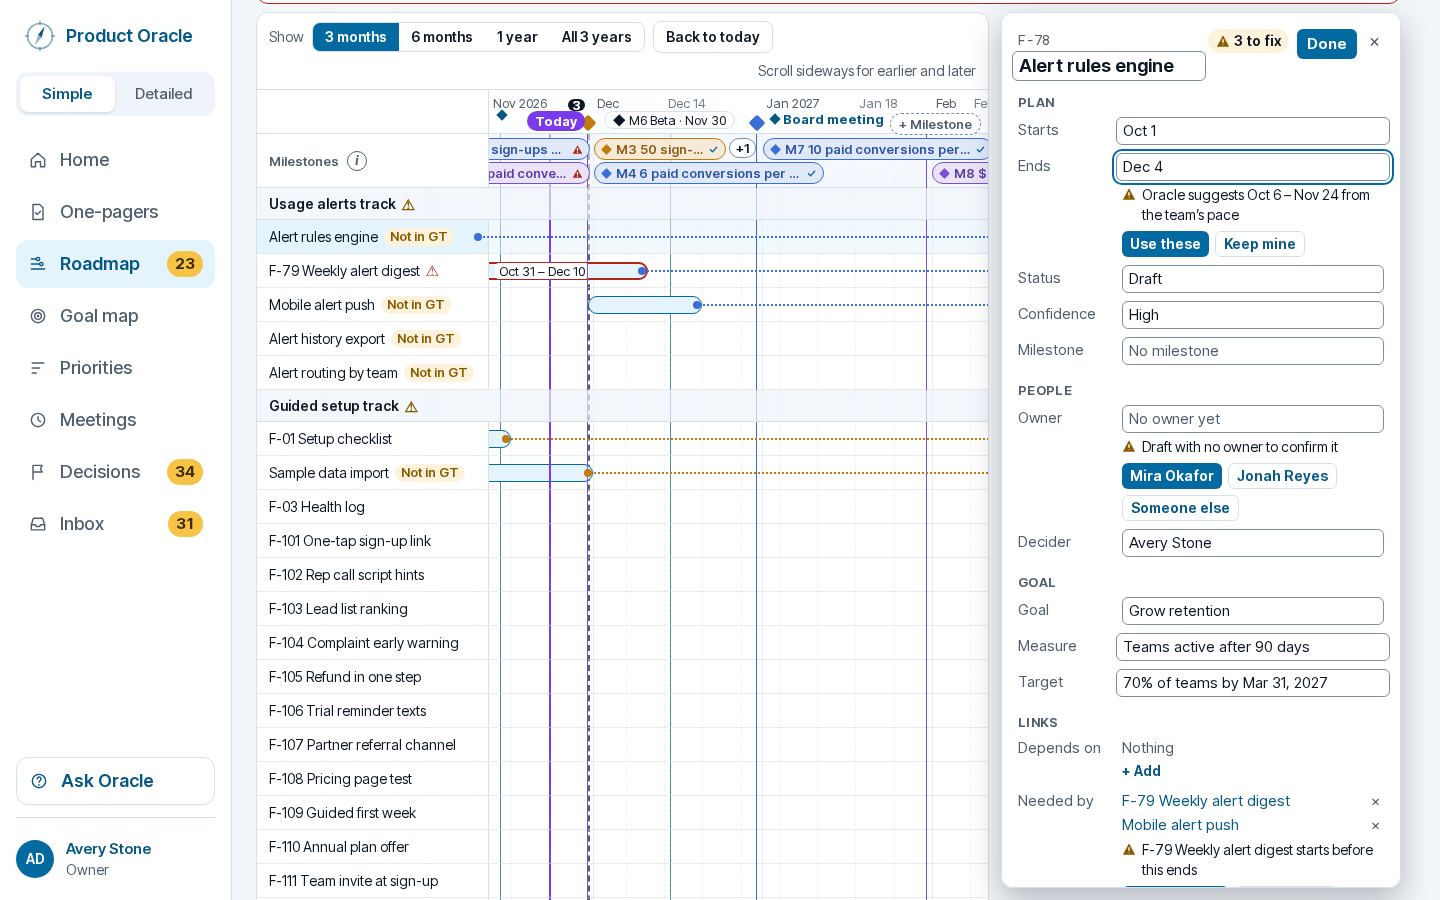 Product Oracle
Simple
Detailed
Home
One-pagers
Roadmap
23
Goal map
Priorities
Meetings
Decisions
34
Inbox
31
Ask Oracle
AD
Avery Stone
Owner
Show
3 months
6 months
1 year
All 3 years
Back to today
Scroll sideways for earlier and later
Nov 2026
3
Dec
Dec 14
Jan 2027
Jan 18
Feb
Fe
Today
M6 Beta · Nov 30
Board meeting
+ Milestone
Milestones
i
sign-ups ...
M3 50 sign-...
+1
M7 10 paid conversions per...
paid conve...
M4 6 paid conversions per ...
M8 $
Usage alerts track
Alert rules engine
Not in GT
F-79 Weekly alert digest
Oct 31 – Dec 10
Mobile alert push
Not in GT
Alert history export
Not in GT
Alert routing by team
Not in GT
Guided setup track
F-01 Setup checklist
Sample data import
Not in GT
F-03 Health log
F-101 One-tap sign-up link
F-102 Rep call script hints
F-103 Lead list ranking
F-104 Complaint early warning
F-105 Refund in one step
F-106 Trial reminder texts
F-107 Partner referral channel
F-108 Pricing page test
F-109 Guided first week
F-110 Annual plan offer
F-111 Team invite at sign-up
F-78
3 to fix
Done
×
Alert rules engine
PLAN
Starts
Oct 1
Ends
Dec 4
Oracle suggests Oct 6 – Nov 24 from
the team's pace
Use these
Keep mine
Status
Draft
Confidence
High
Milestone
No milestone
PEOPLE
Owner
No owner yet
Draft with no owner to confirm it
Mira Okafor
Jonah Reyes
Someone else
Decider
Avery Stone
GOAL
Goal
Grow retention
Measure
Teams active after 90 days
Target
70% of teams by Mar 31, 2027
LINKS
Depends on
Nothing
+ Add
Needed by
F-79 Weekly alert digest
×
Mobile alert push
×
F-79 Weekly alert digest starts before
this ends